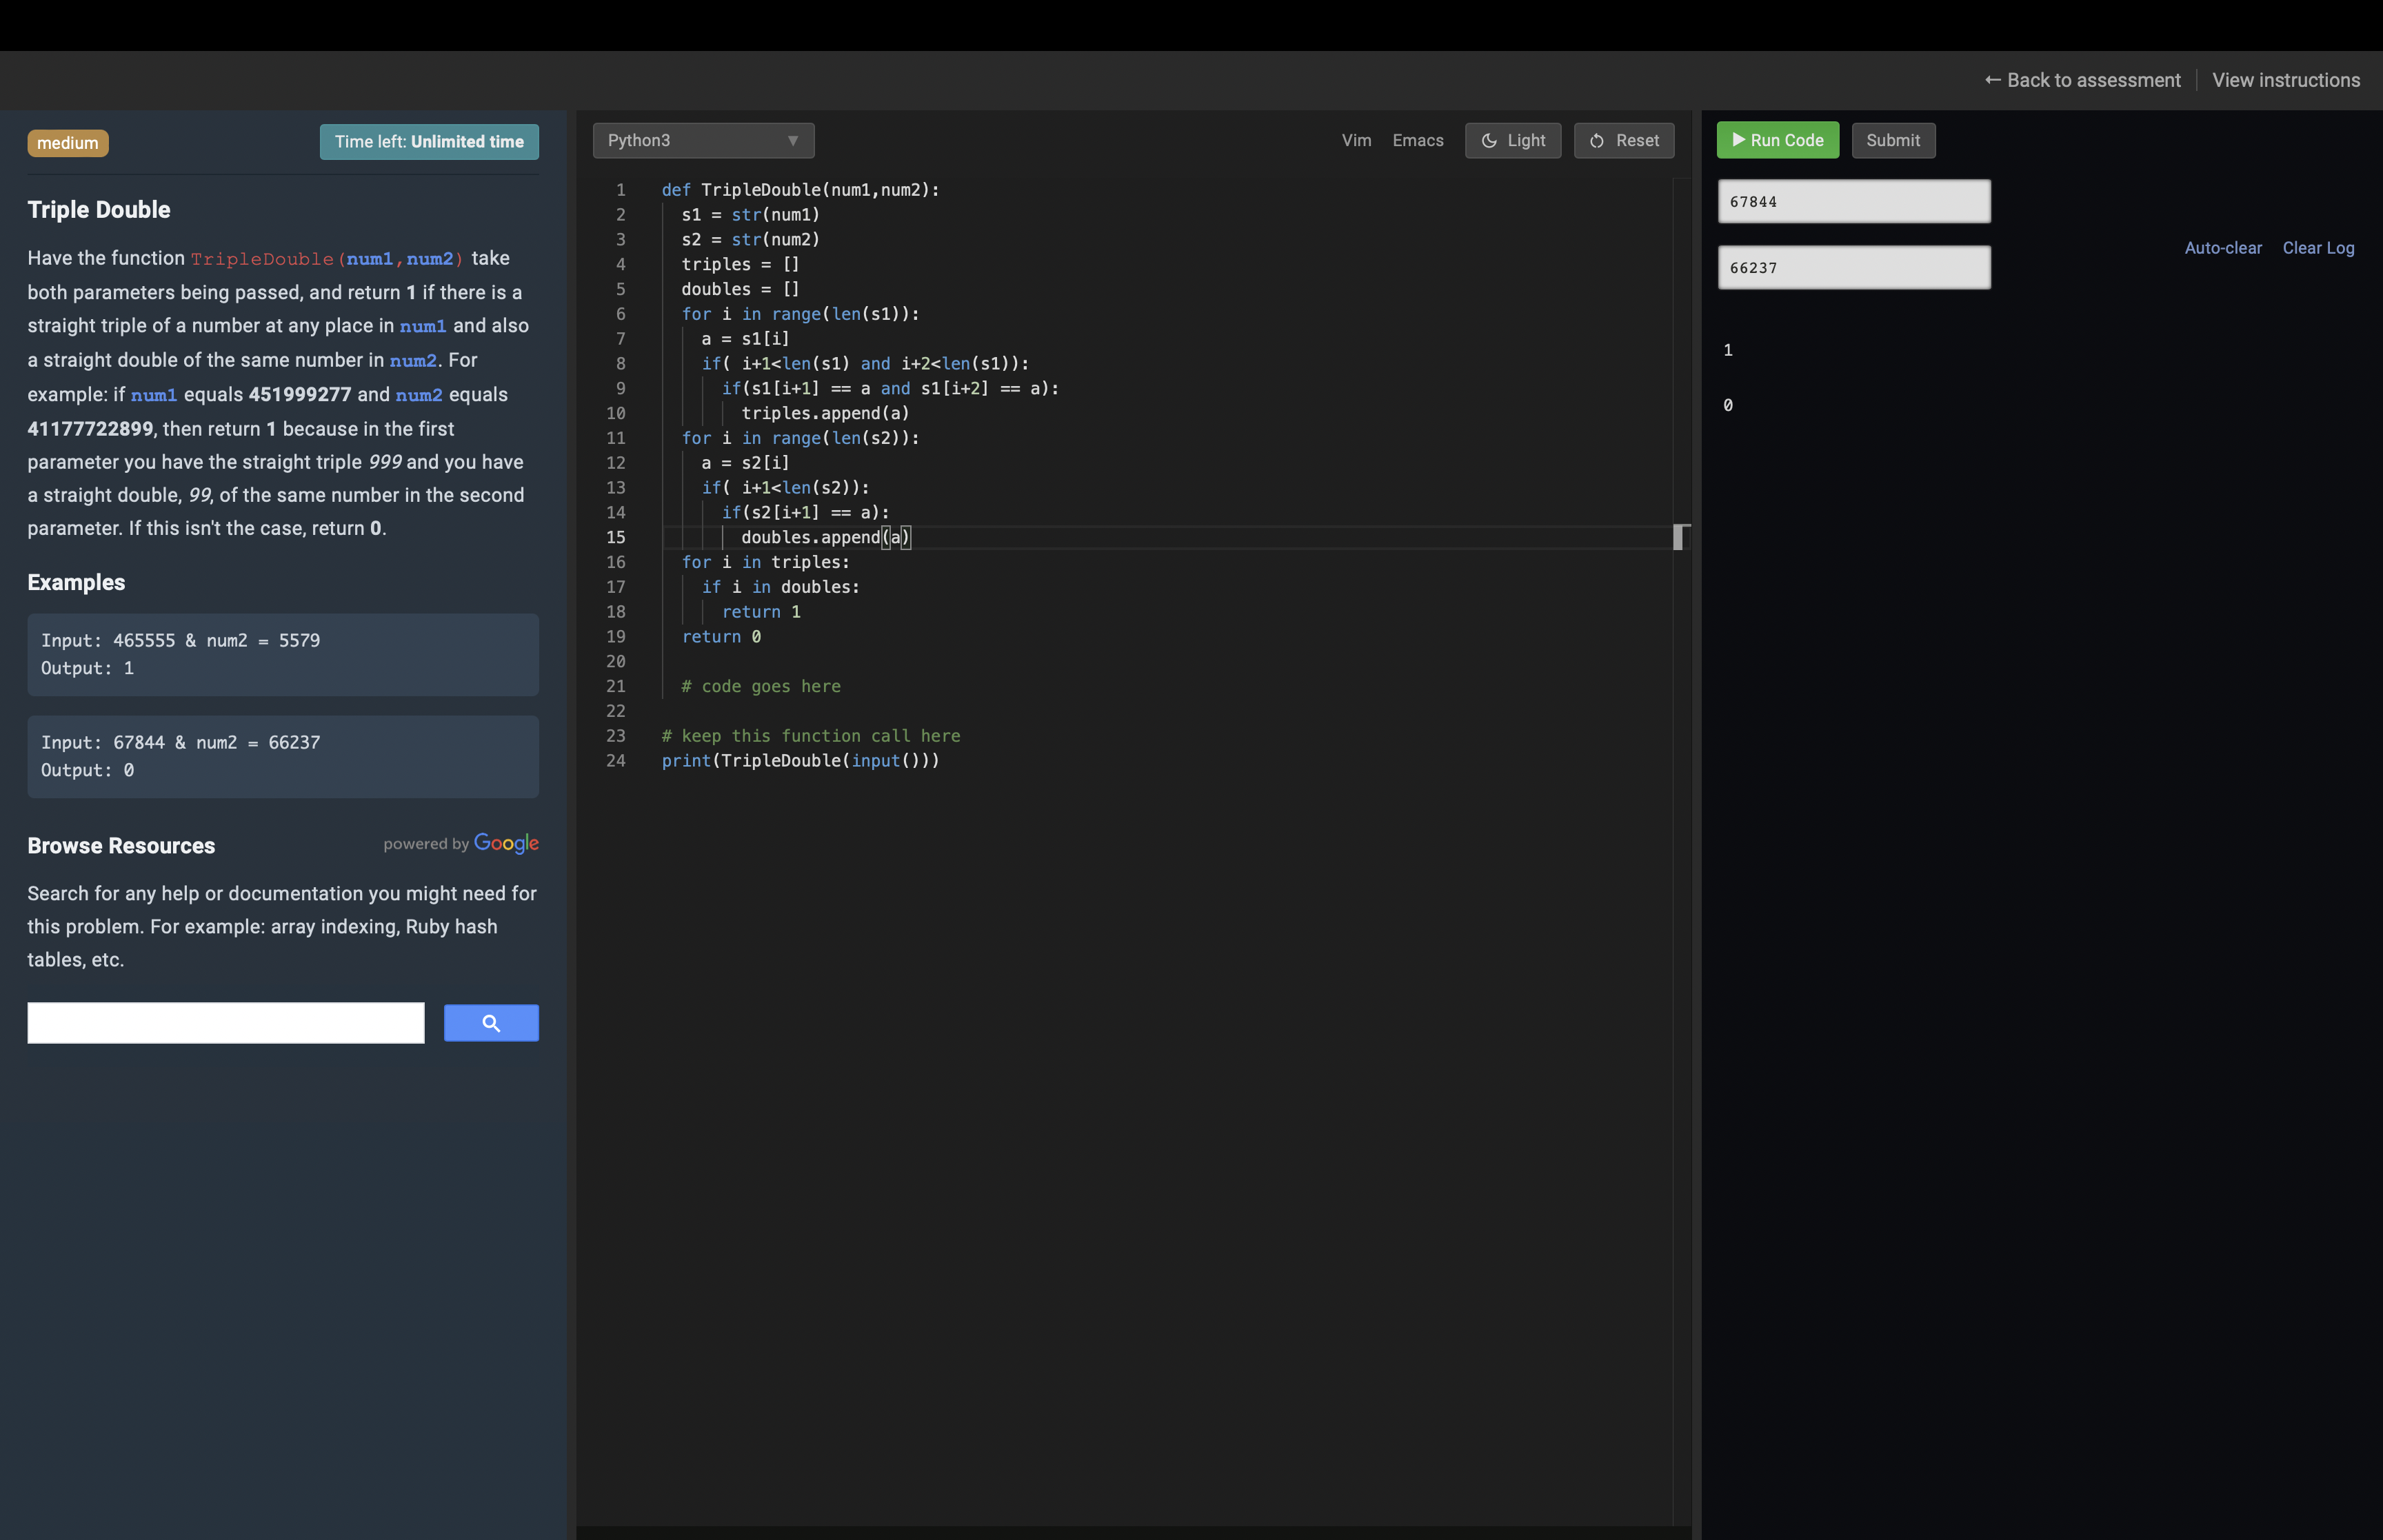 ← Back to assessment
View instructions
medium
Time left: Unlimited time
Triple Double
Have the function TripleDouble(num1,num2) take
both parameters being passed, and return 1 if there is a
straight triple of a number at any place in num1 and also
a straight double of the same number in num2. For
example: if num1 equals 451999277 and num2 equals
41177722899, then return 1 because in the first
parameter you have the straight triple 999 and you have
a straight double, 99, of the same number in the second
parameter. If this isn't the case, return 0.
Examples
Input: 465555 & num2 = 5579
Output: 1
Input: 67844 & num2 = 66237
Output: 0
Browse Resources
powered by Google
Search for any help or documentation you might need for
this problem. For example: array indexing, Ruby hash
tables, etc.
Python3
Vim
Emacs
Light
Reset
1 def TripleDouble(num1,num2):
2 s1 = str(num1)
3 s2 = str(num2)
4 triples = []
5 doubles = []
6 for i in range(len(s1)):
7 a = s1[i]
8 if( i+1<len(s1) and i+2<len(s1)):
9 if(s1[i+1] == a and s1[i+2] == a):
10 triples.append(a)
11 for i in range(len(s2)):
12 a = s2[i]
13 if( i+1<len(s2)):
14 if(s2[i+1] == a):
15 doubles.append(a)
16 for i in triples:
17 if i in doubles:
18 return 1
19 return 0
20
21 # code goes here
22
23 # keep this function call here
24 print(TripleDouble(input()))
Run Code
Submit
67844
66237
Auto-clear
Clear Log
1
0